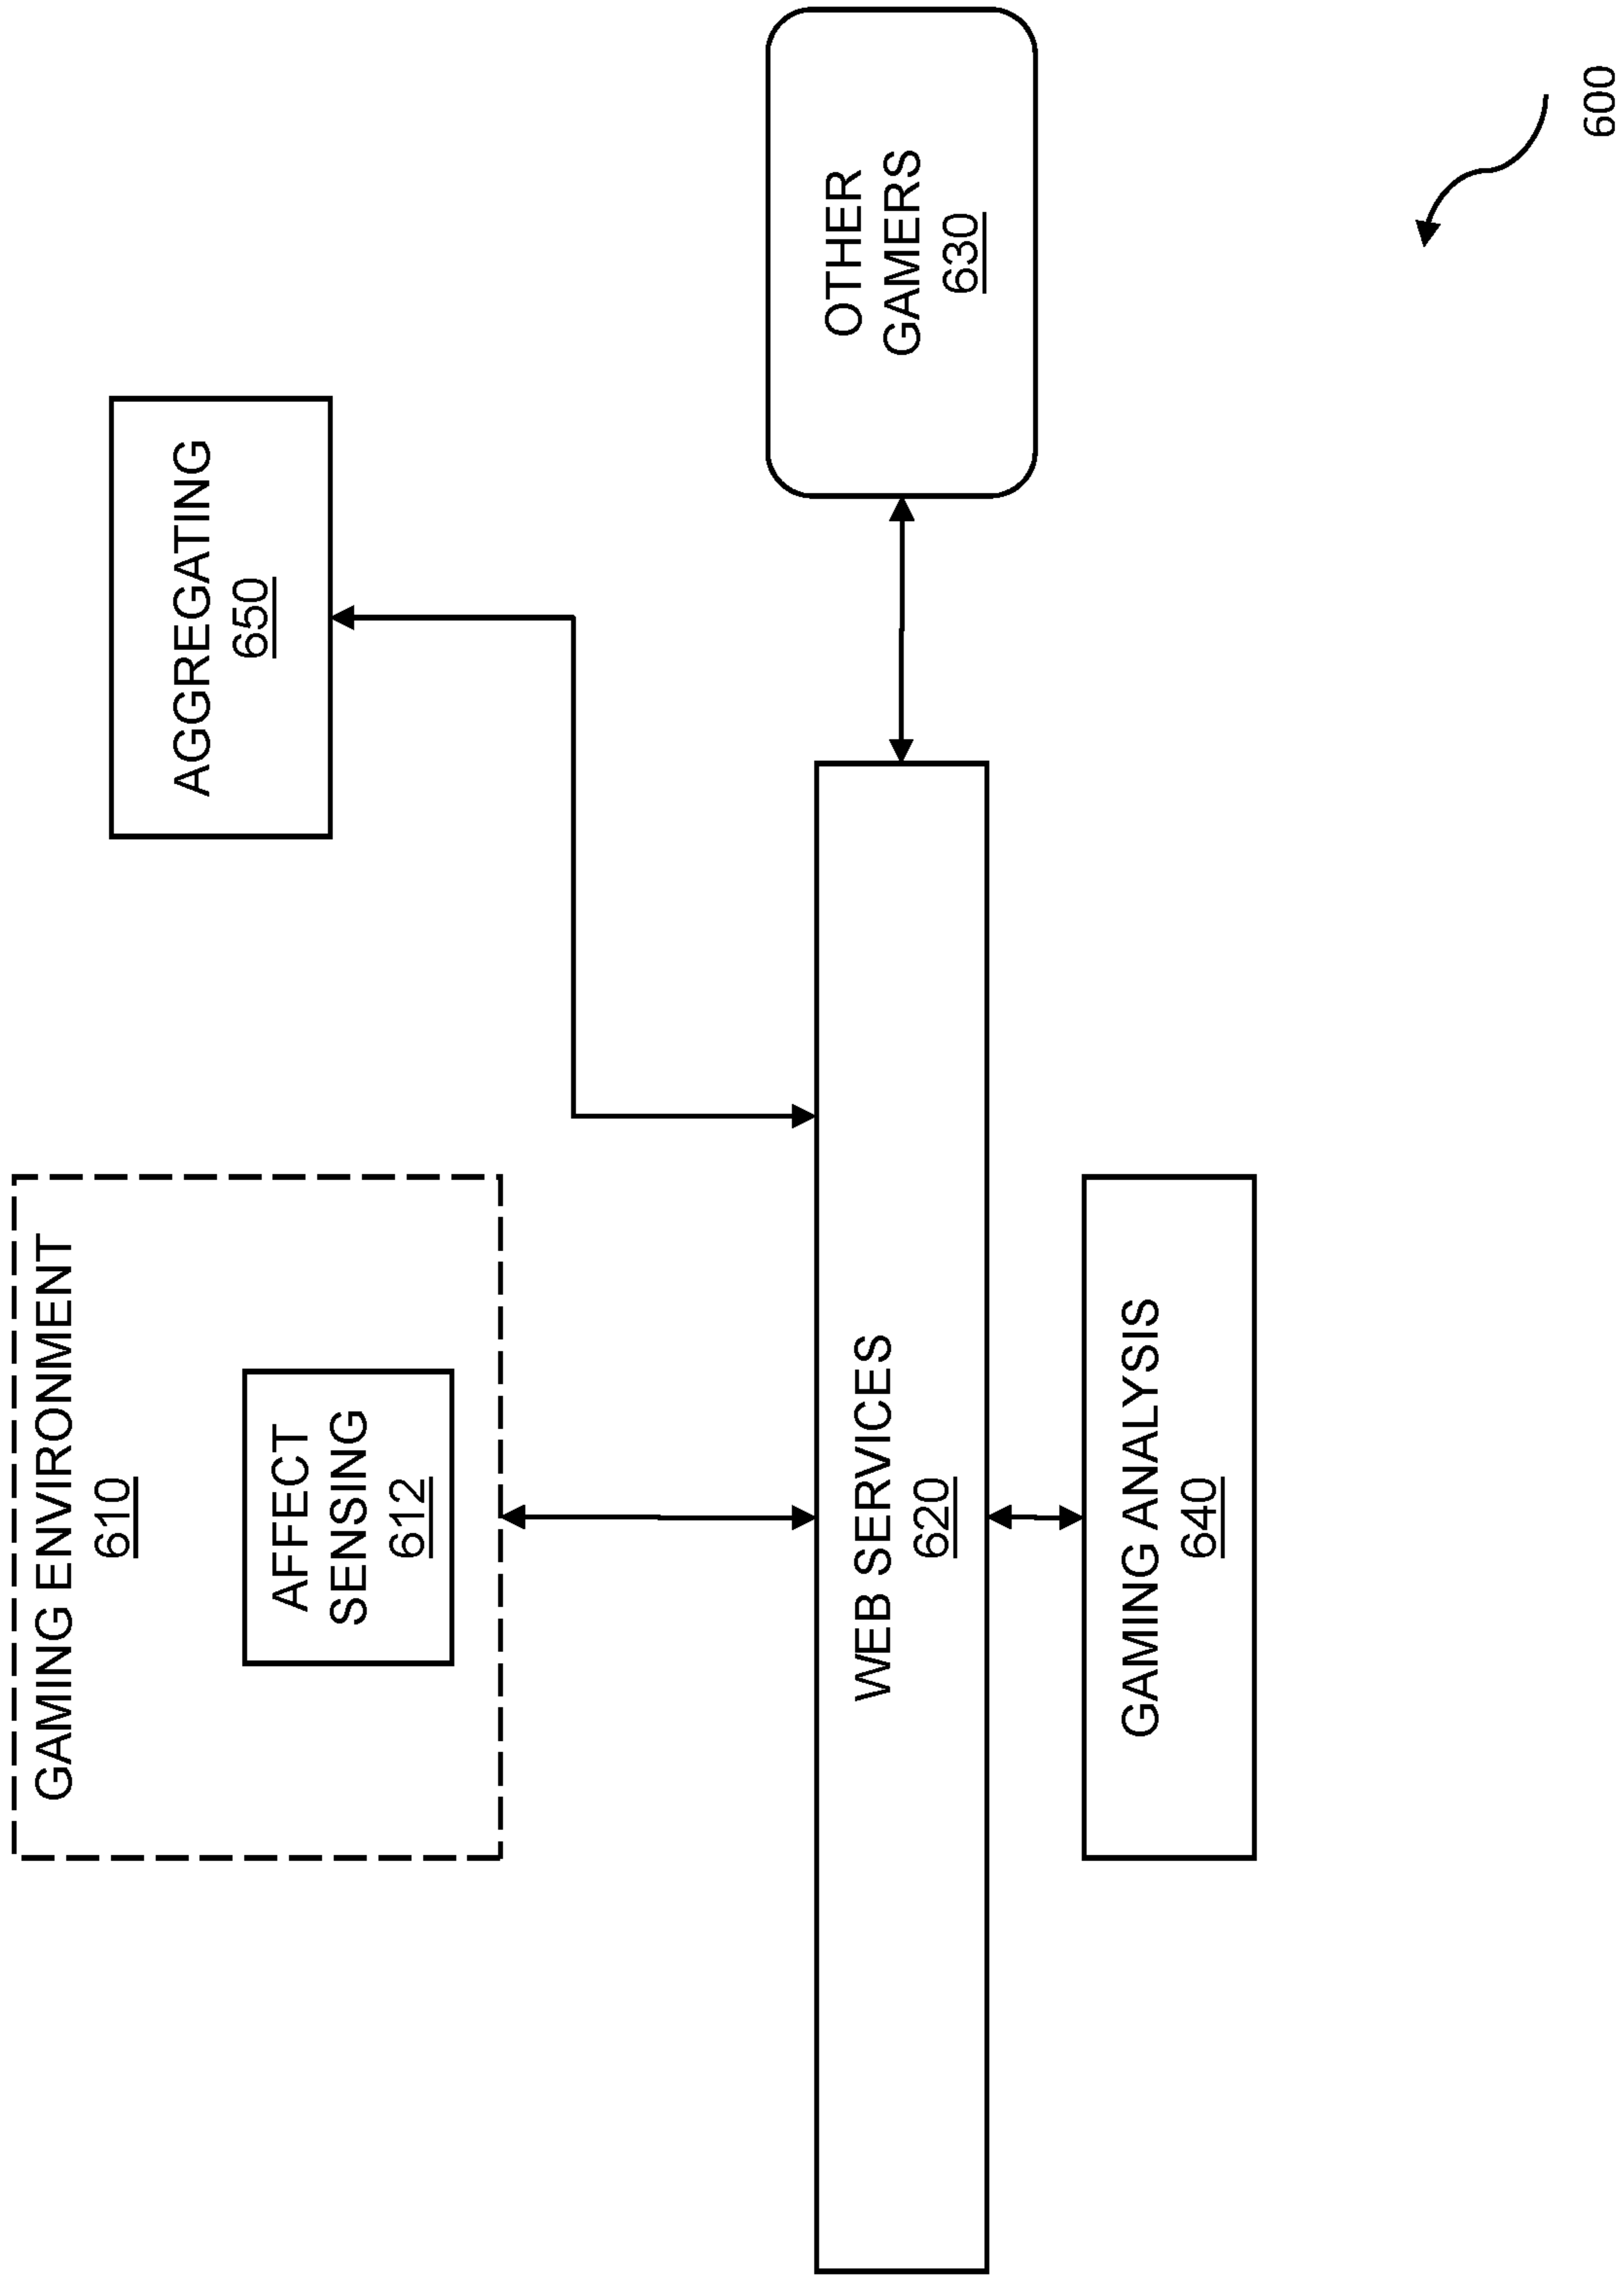 GAMING ENVIRONMENT
610
AFFECT
SENSING
612
AGGREGATING
650
WEB SERVICES
620
OTHER
GAMERS
630
GAMING ANALYSIS
640
600